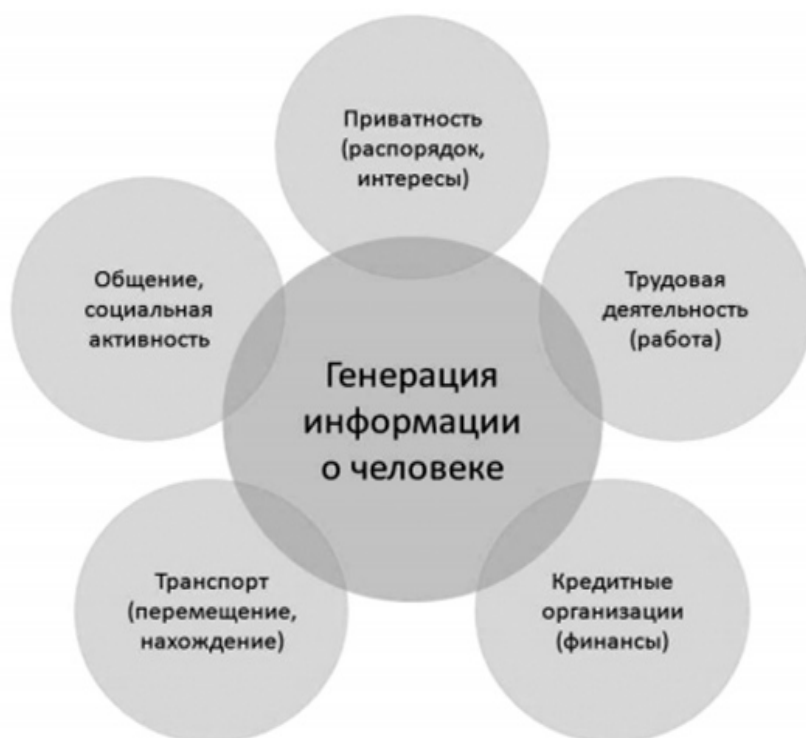 Приватность
(распорядок,
интересы)
Общение,
социальная
активность
Трудовая
деятельность
(работа)
Генерация
информации
о человеке
Транспорт
(перемещение,
нахождение)
Кредитные
организации
(финансы)